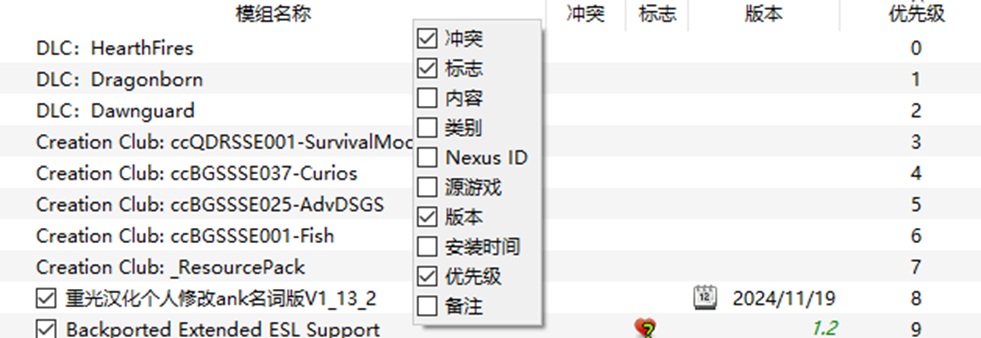 模组名称 冲突 标志 版本 优先级
DLC: HearthFires 0
DLC: Dragonborn 1
DLC: Dawnguard 2
Creation Club: ccQDRSSE001-SurvivalMoc 3
Creation Club: ccBGSSSE037-Curios 4
Creation Club: ccBGSSSE025-AdvDSGS 5
Creation Club: ccBGSSSE001-Fish 6
Creation Club: _ResourcePack 7
重光汉化个人修改ank名词版V1_13_2 12 2024/11/19 8
Backported Extended ESL Support 1.2 9
冲突
标志
内容
类别
Nexus ID
源游戏
版本
安装时间
优先级
备注